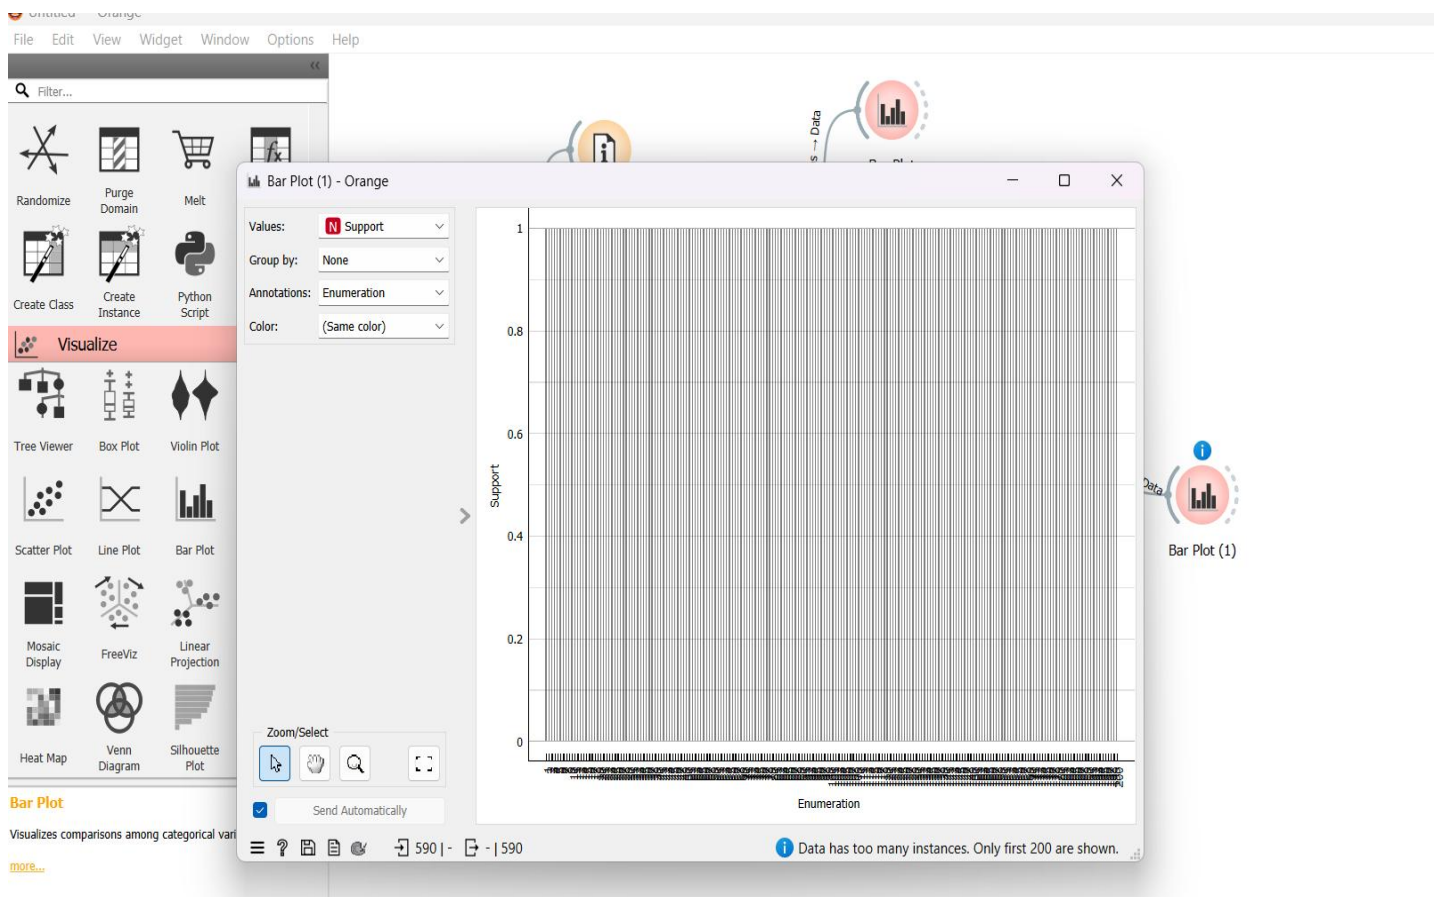 Untitled - Orange
File Edit View Widget Window Options Help
Filter...
Randomize
Purge Domain
Melt
Create Class
Create Instance
Python Script
Visualize
Tree Viewer
Box Plot
Violin Plot
Scatter Plot
Line Plot
Bar Plot
Mosaic Display
FreeViz
Linear Projection
Heat Map
Venn Diagram
Silhouette Plot
Bar Plot
Visualizes comparisons among categorical vari
more...
→ Data
Bar Plot (1) - Orange
Values: N Support
Group by: None
Annotations: Enumeration
Color: (Same color)
Zoom/Select
Send Automatically
590 | - - | 590
1
0.8
0.6
0.4
0.2
0
Support
200
Enumeration
Data has too many instances. Only first 200 are shown.
Data
Bar Plot (1)